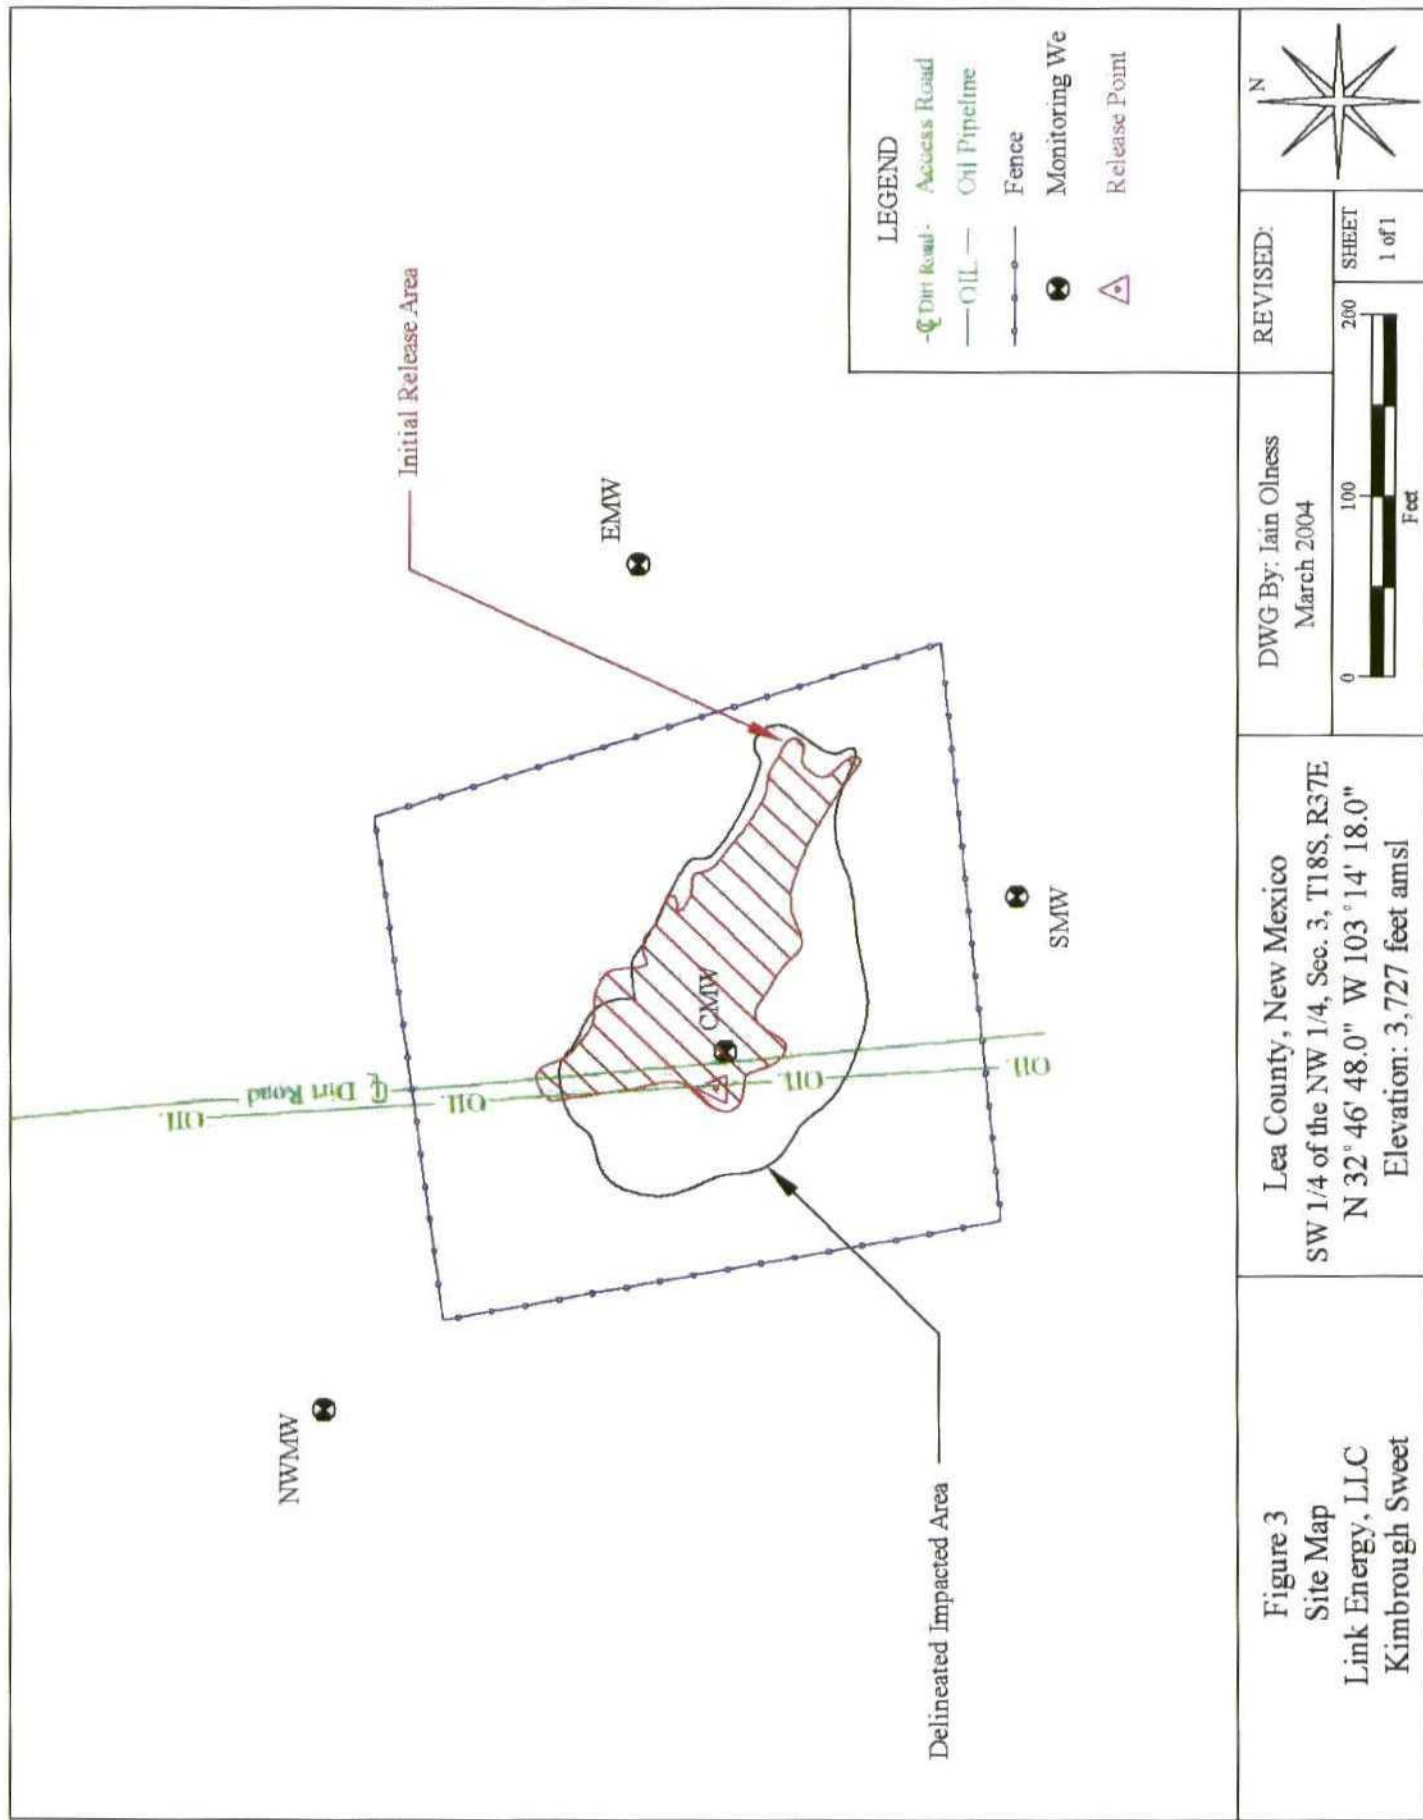 Initial Release Area
EMW
NWMW
CMW
SMW
Dirt Road
OIL
OIL
OIL
OIL
Delineated Impacted Area
LEGEND
Dirt Road - Access Road
OIL Oil Pipeline
Fence
Monitoring We
Release Point
Figure 3
Site Map
Link Energy, LLC
Kimbrough Sweet
Lea County, New Mexico
SW 1/4 of the NW 1/4, Sec. 3, T18S, R37E
N 32° 46' 48.0" W 103° 14' 18.0"
Elevation: 3,727 feet amsl
DWG By: Iain Olness
March 2004
REVISED:
0 100 200
Feet
SHEET
1 of 1
N